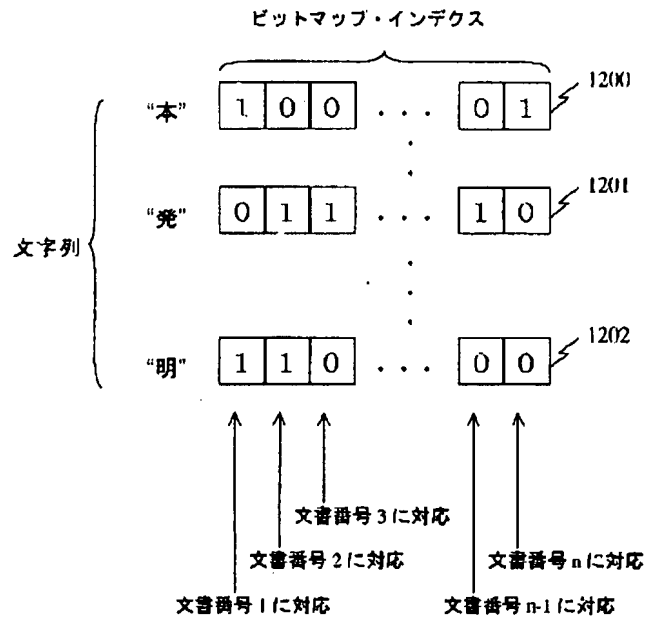 ビットマップ・インデクス
“本” 1 0 0 ・・・ 0 1 1200
“発” 0 1 1 ・・・ 1 0 1201
文字列
“明” 1 1 0 ・・・ 0 0 1202
文書番号3に対応
文書番号2に対応 文書番号nに対応
文書番号1に対応 文書番号n-1に対応